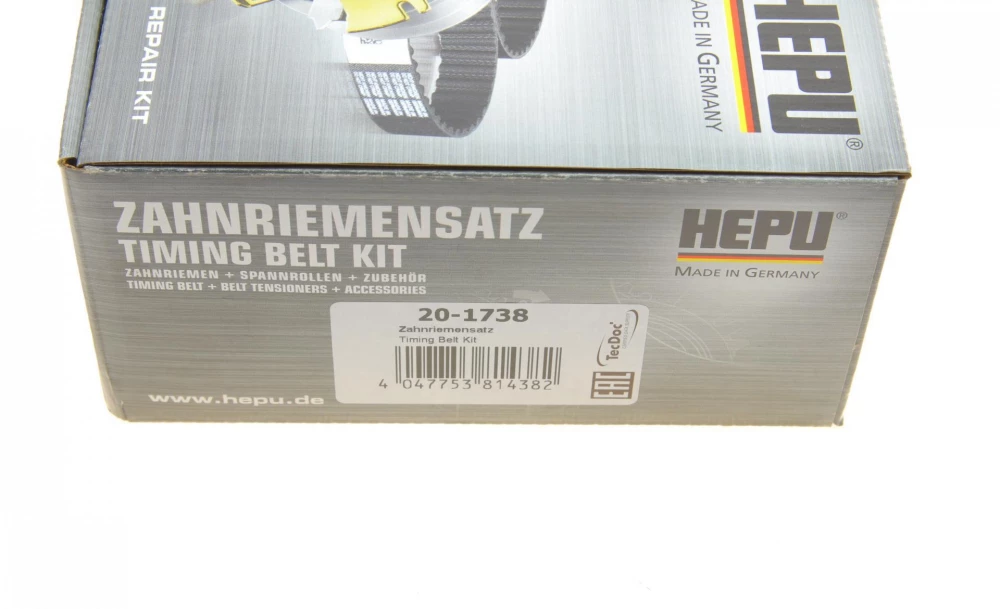 REPAIR KIT
MADE IN GERMANY
HEPU®
ZAHNRIEMENSATZ
TIMING BELT KIT
ZAHNRIEMEN + SPANNROLLEN + ZUBEHÖR
TIMING BELT + BELT TENSIONERS + ACCESSORIES
HEPU®
MADE IN GERMANY
20-1738
Zahnriemensatz
Timing Belt Kit
4 047753 814382
TecDoc
EAC
www.hepu.de